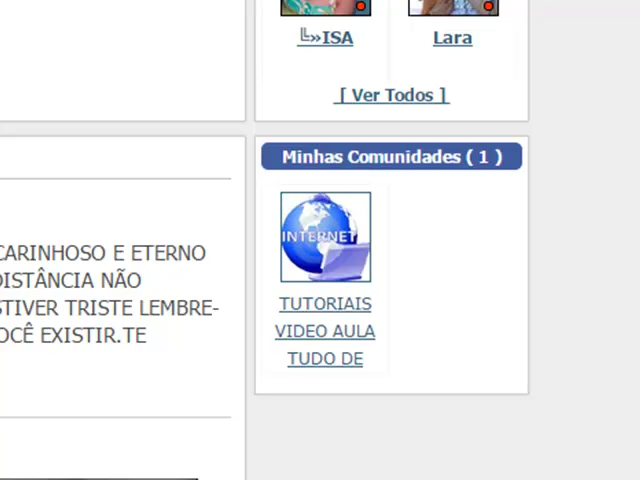 ╚»ISA
Lara
[ Ver Todos ]
Minhas Comunidades ( 1 )
INTERNET
TUTORIAIS
VIDEO AULA
TUDO DE
CARINHOSO E ETERNO
DISTÂNCIA NÃO
STIVER TRISTE LEMBRE-
OCÊ EXISTIR.TE